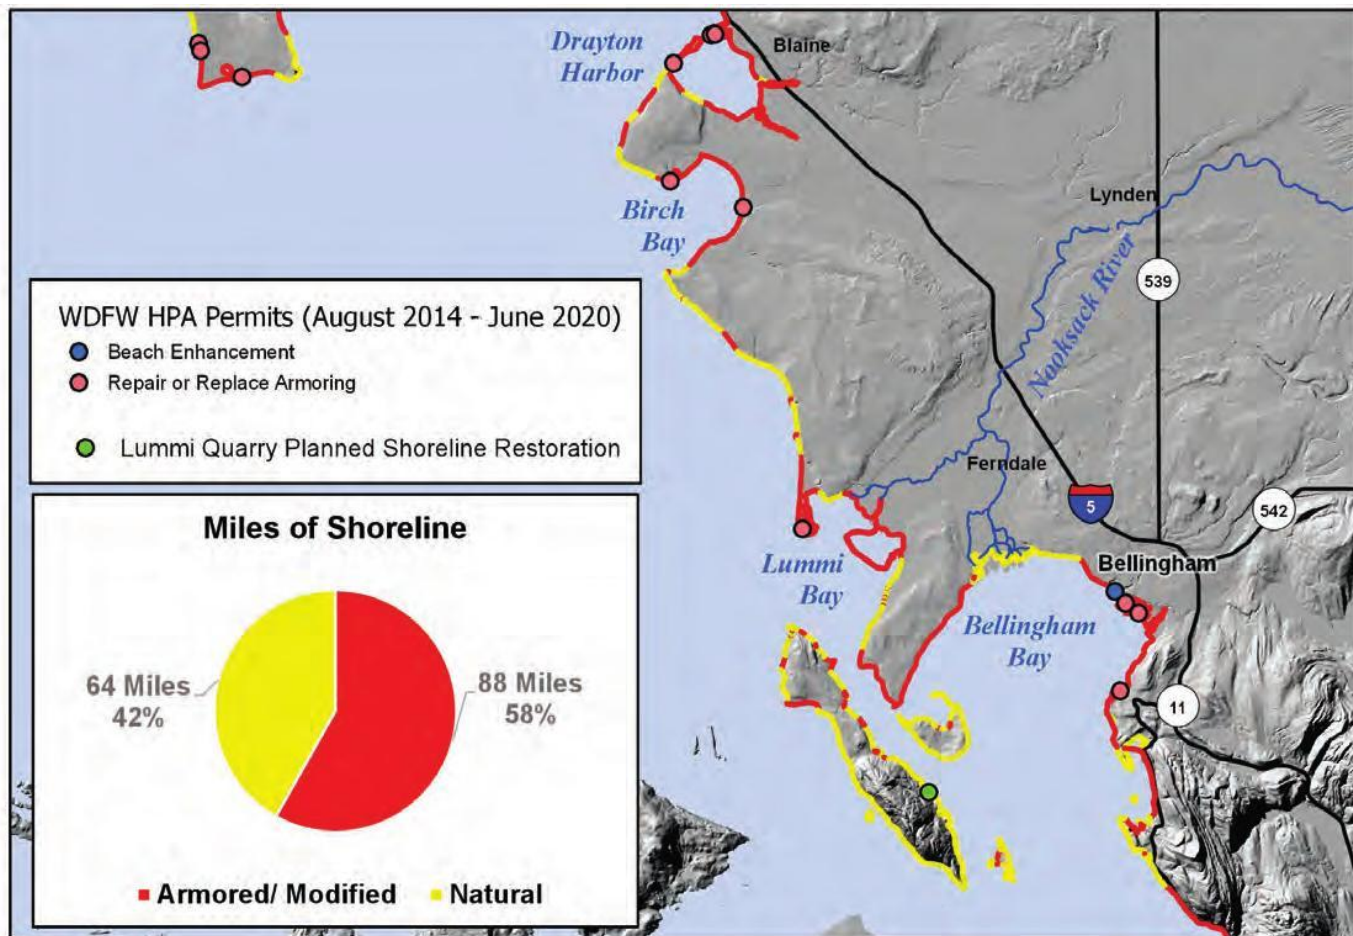 Drayton
Harbor
Blaine
Birch
Bay
Lynden
Nooksack River
539
WDFW HPA Permits (August 2014 - June 2020)
Beach Enhancement
Repair or Replace Armoring
Lummi Quarry Planned Shoreline Restoration
Ferndale
5
542
Lummi
Bay
Bellingham
Bellingham
Bay
11
Miles of Shoreline
64 Miles
42%
88 Miles
58%
Armored/ Modified
Natural